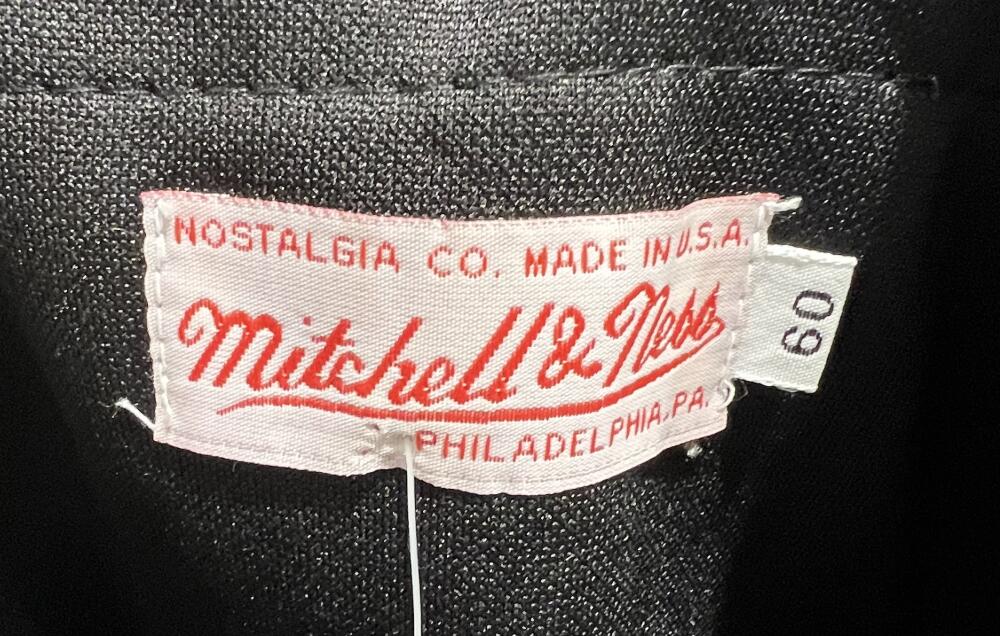 NOSTALGIA CO. MADE IN U.S.A.
Mitchell & Ness
PHILADELPHIA, PA.
60